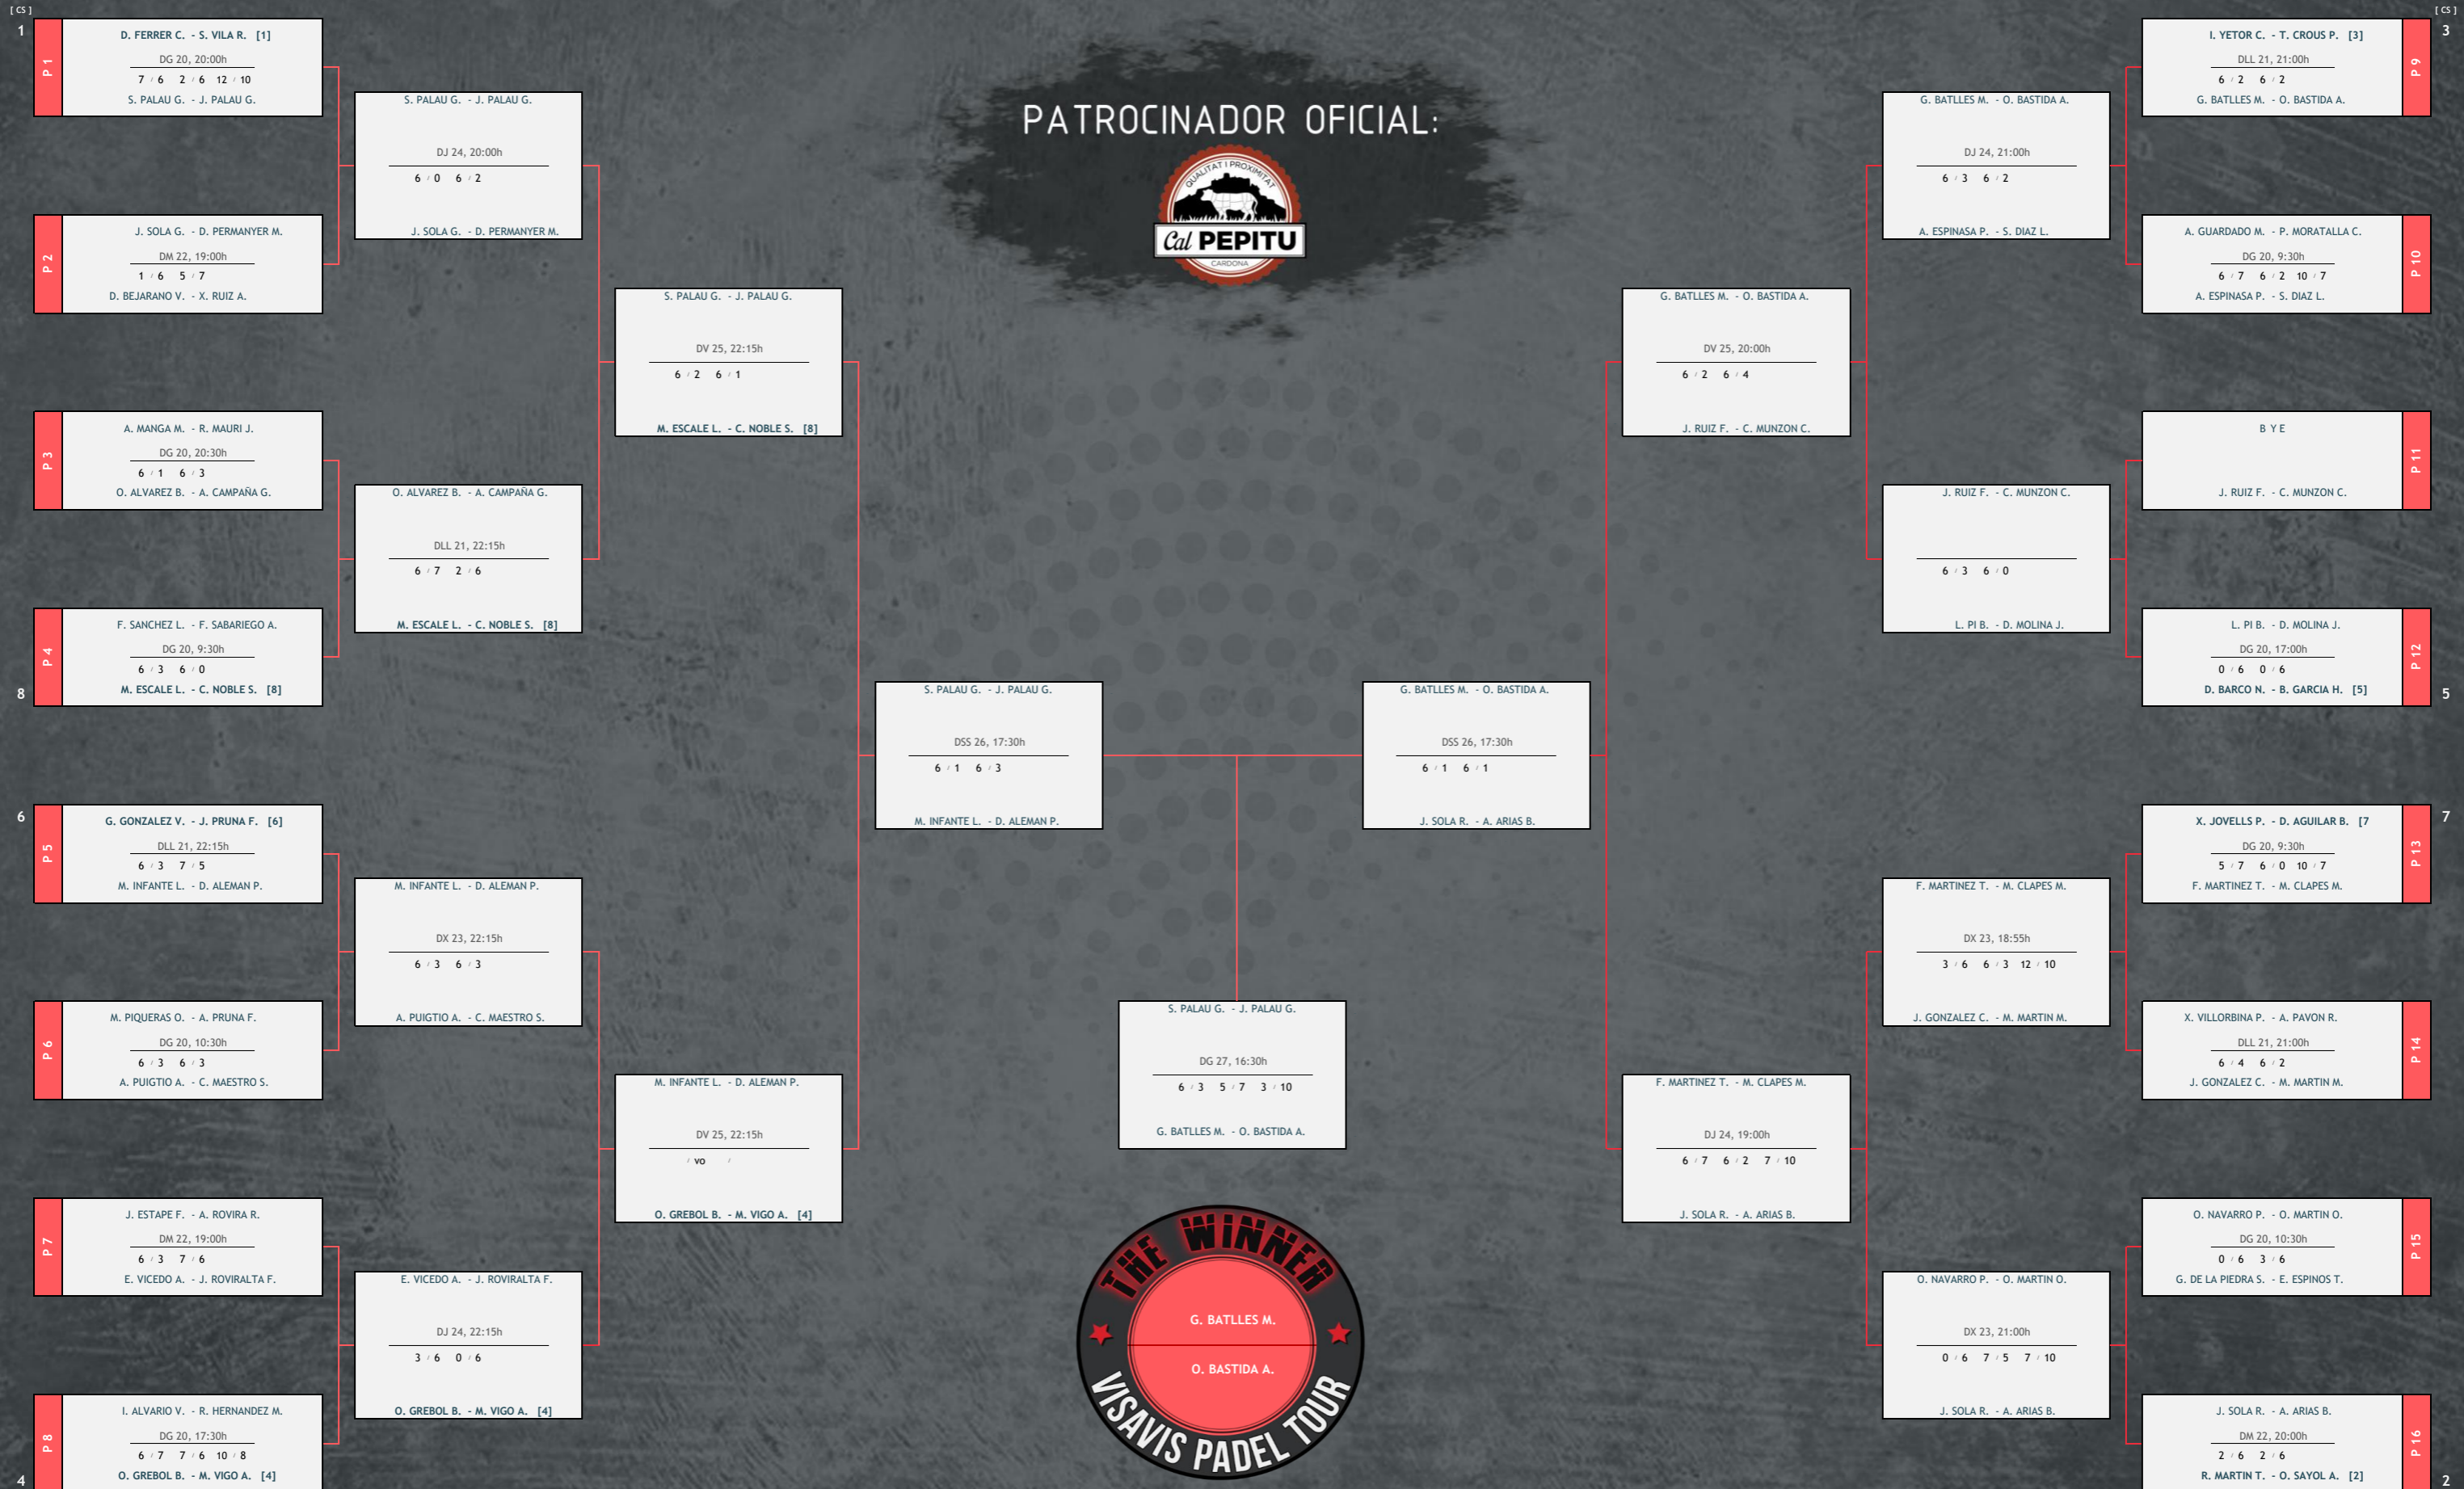 [ CS ]
1
P 1
D. FERRER C. - S. VILA R. [1]
DG 20, 20:00h
7 / 6 2 / 6 12 / 10
S. PALAU G. - J. PALAU G.
P 2
J. SOLA G. - D. PERMANYER M.
DM 22, 19:00h
1 / 6 5 / 7
D. BEJARANO V. - X. RUIZ A.
P 3
A. MANGA M. - R. MAURI J.
DG 20, 20:30h
6 / 1 6 / 3
O. ALVAREZ B. - A. CAMPAÑA G.
P 4
F. SANCHEZ L. - F. SABARIEGO A.
DG 20, 9:30h
6 / 3 6 / 0
M. ESCALE L. - C. NOBLE S. [8]
8
6
P 5
G. GONZALEZ V. - J. PRUNA F. [6]
DLL 21, 22:15h
6 / 3 7 / 5
M. INFANTE L. - D. ALEMAN P.
P 6
M. PIQUERAS O. - A. PRUNA F.
DG 20, 10:30h
6 / 3 6 / 3
A. PUIGTIO A. - C. MAESTRO S.
P 7
J. ESTAPE F. - A. ROVIRA R.
DM 22, 19:00h
6 / 3 7 / 6
E. VICEDO A. - J. ROVIRALTA F.
P 8
I. ALVARIO V. - R. HERNANDEZ M.
DG 20, 17:30h
6 / 7 7 / 6 10 / 8
O. GREBOL B. - M. VIGO A. [4]
4
S. PALAU G. - J. PALAU G.
DJ 24, 20:00h
6 / 0 6 / 2
J. SOLA G. - D. PERMANYER M.
O. ALVAREZ B. - A. CAMPAÑA G.
DLL 21, 22:15h
6 / 7 2 / 6
M. ESCALE L. - C. NOBLE S. [8]
M. INFANTE L. - D. ALEMAN P.
DX 23, 22:15h
6 / 3 6 / 3
A. PUIGTIO A. - C. MAESTRO S.
E. VICEDO A. - J. ROVIRALTA F.
DJ 24, 22:15h
3 / 6 0 / 6
O. GREBOL B. - M. VIGO A. [4]
S. PALAU G. - J. PALAU G.
DV 25, 22:15h
6 / 2 6 / 1
M. ESCALE L. - C. NOBLE S. [8]
M. INFANTE L. - D. ALEMAN P.
DV 25, 22:15h
/ vo /
O. GREBOL B. - M. VIGO A. [4]
S. PALAU G. - J. PALAU G.
DSS 26, 17:30h
6 / 1 6 / 3
M. INFANTE L. - D. ALEMAN P.
PATROCINADOR OFICIAL:
QUALITAT I PROXIMITAT
Cal PEPITU
CARDONA
S. PALAU G. - J. PALAU G.
DG 27, 16:30h
6 / 3 5 / 7 3 / 10
G. BATLLES M. - O. BASTIDA A.
THE WINNER
G. BATLLES M.
O. BASTIDA A.
VISAVIS PADEL TOUR
G. BATLLES M. - O. BASTIDA A.
DSS 26, 17:30h
6 / 1 6 / 1
J. SOLA R. - A. ARIAS B.
G. BATLLES M. - O. BASTIDA A.
DV 25, 20:00h
6 / 2 6 / 4
J. RUIZ F. - C. MUNZON C.
F. MARTINEZ T. - M. CLAPES M.
DJ 24, 19:00h
6 / 7 6 / 2 7 / 10
J. SOLA R. - A. ARIAS B.
G. BATLLES M. - O. BASTIDA A.
DJ 24, 21:00h
6 / 3 6 / 2
A. ESPINASA P. - S. DIAZ L.
J. RUIZ F. - C. MUNZON C.
6 / 3 6 / 0
L. PI B. - D. MOLINA J.
F. MARTINEZ T. - M. CLAPES M.
DX 23, 18:55h
3 / 6 6 / 3 12 / 10
J. GONZALEZ C. - M. MARTIN M.
O. NAVARRO P. - O. MARTIN O.
DX 23, 21:00h
0 / 6 7 / 5 7 / 10
J. SOLA R. - A. ARIAS B.
[ CS ]
3
I. YETOR C. - T. CROUS P. [3]
DLL 21, 21:00h
6 / 2 6 / 2
G. BATLLES M. - O. BASTIDA A.
P 9
A. GUARDADO M. - P. MORATALLA C.
DG 20, 9:30h
6 / 7 6 / 2 10 / 7
A. ESPINASA P. - S. DIAZ L.
P 10
B Y E
J. RUIZ F. - C. MUNZON C.
P 11
L. PI B. - D. MOLINA J.
DG 20, 17:00h
0 / 6 0 / 6
D. BARCO N. - B. GARCIA H. [5]
P 12
5
7
X. JOVELLS P. - D. AGUILAR B. [7
DG 20, 9:30h
5 / 7 6 / 0 10 / 7
F. MARTINEZ T. - M. CLAPES M.
P 13
X. VILLORBINA P. - A. PAVON R.
DLL 21, 21:00h
6 / 4 6 / 2
J. GONZALEZ C. - M. MARTIN M.
P 14
O. NAVARRO P. - O. MARTIN O.
DG 20, 10:30h
0 / 6 3 / 6
G. DE LA PIEDRA S. - E. ESPINOS T.
P 15
J. SOLA R. - A. ARIAS B.
DM 22, 20:00h
2 / 6 2 / 6
R. MARTIN T. - O. SAYOL A. [2]
P 16
2